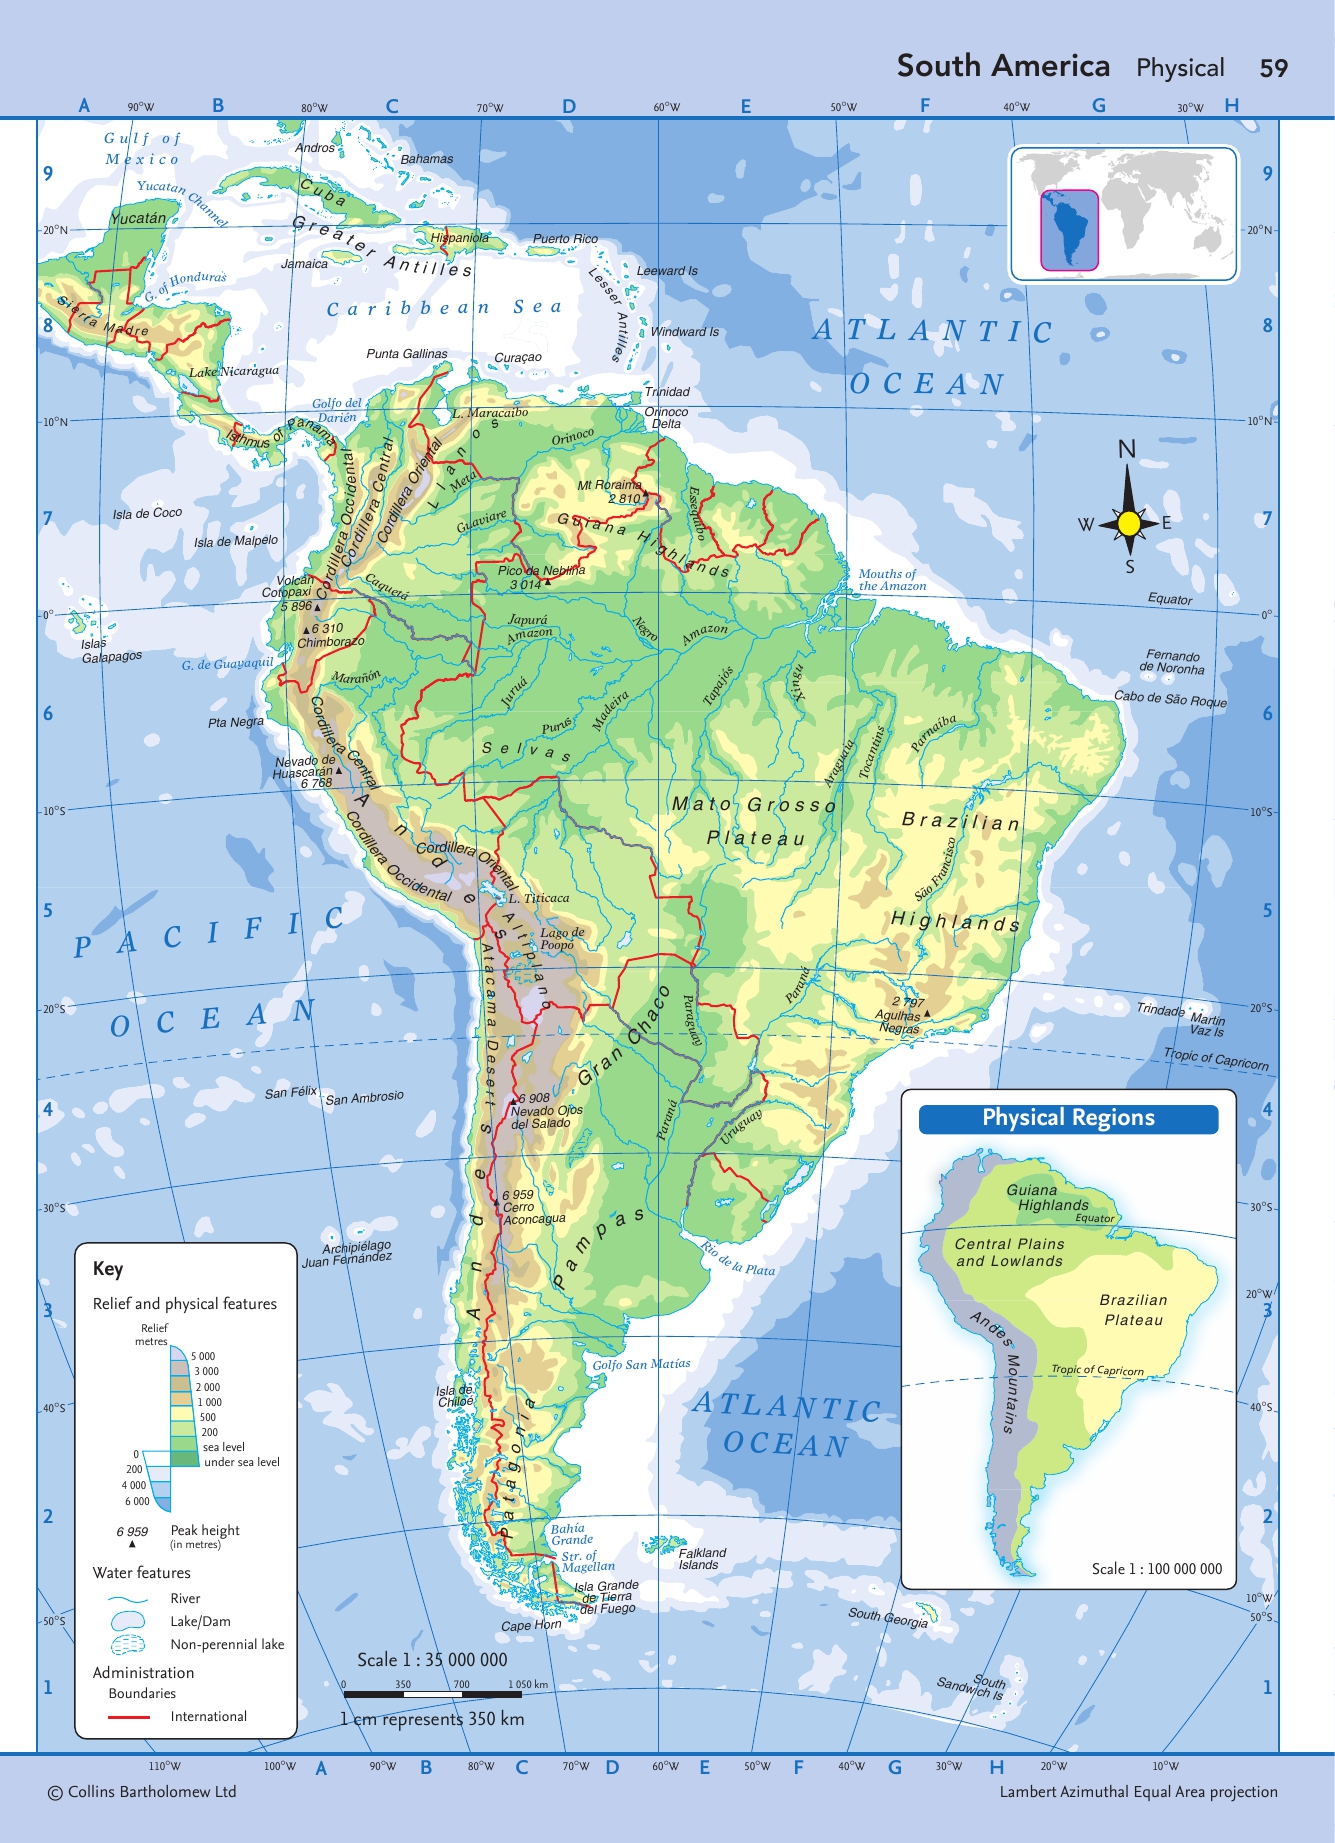 South America Physical 59
A 90°W B 80°W C 70°W D 60°W E 50°W F 40°W G 30°W H
9
9
8
8
7
7
6
6
5
5
4
4
3
3
2
2
1
1
20°N
20°N
10°N
10°N
0°
0°
10°S
10°S
20°S
20°S
30°S
30°S
40°S
40°S
50°S
50°S
20°W
10°W
Gulf of
Mexico
Yucatan Channel
Yucatán
Andros
Bahamas
Cuba
Greater Antilles
Hispaniola
Puerto Rico
Jamaica
Leeward Is
Lesser Antilles
Windward Is
G. of Honduras
Sierra Madre
Caribbean Sea
Lake Nicaragua
Punta Gallinas
Curaçao
Trinidad
Orinoco
Delta
Golfo del
Darién
L. Maracaibo
Isthmus of Panama
ATLANTIC
OCEAN
N
W
E
S
Isla de Coco
Isla de Malpelo
Cordillera Occidental
Cordillera Central
Cordillera Oriental
Llanos
Meta
Orinoco
Guaviare
Mt Roraima
2 810
Guiana Highlands
Essequibo
Pico da Neblina
3 014
Volcán
Cotopaxi
5 896
6 310
Chimborazo
Caquetá
Japurá
Amazon
Negro
Amazon
Mouths of
the Amazon
Equator
Islas
Galapagos
G. de Guayaquil
Marañón
Pta Negra
Juruá
Purus
Madeira
Tapajós
Xingu
Araguaia
Tocantins
Parnaíba
Fernando
de Noronha
Cabo de São Roque
Selvas
Nevado de
Huascarán
6 768
Cordillera Central
Cordillera Occidental
Cordillera Oriental
Andes
Mato Grosso
Plateau
Brazilian
Highlands
São Francisco
PACIFIC
OCEAN
L. Titicaca
Altiplano
Lago de
Poopó
Atacama Desert
Gran Chaco
Paraguay
Paraná
2 797
Agulhas
Negras
Trindade
Martin
Vaz Is
Tropic of Capricorn
San Félix
San Ambrosio
6 908
Nevado Ojos
del Salado
Paraná
Uruguay
Andes
6 959
Cerro
Aconcagua
Pampas
Rio de la Plata
Archipiélago
Juan Fernández
Golfo San Matías
Isla de
Chiloé
Patagonia
ATLANTIC
OCEAN
Bahía
Grande
Str. of
Magellan
Falkland
Islands
Isla Grande
de Tierra
del Fuego
Cape Horn
South Georgia
South
Sandwich Is
Physical Regions
Guiana
Highlands
Equator
Central Plains
and Lowlands
Brazilian
Plateau
Andes Mountains
Tropic of Capricorn
Scale 1 : 100 000 000
Key
Relief and physical features
Relief
metres
5 000
3 000
2 000
1 000
500
200
sea level
under sea level
0
200
4 000
6 000
6 959
Peak height
(in metres)
Water features
River
Lake/Dam
Non-perennial lake
Administration
Boundaries
International
Scale 1 : 35 000 000
0 350 700 1 050 km
1 cm represents 350 km
110°W 100°W A 90°W B 80°W C 70°W D 60°W E 50°W F 40°W G 30°W H 20°W 10°W
© Collins Bartholomew Ltd
Lambert Azimuthal Equal Area projection